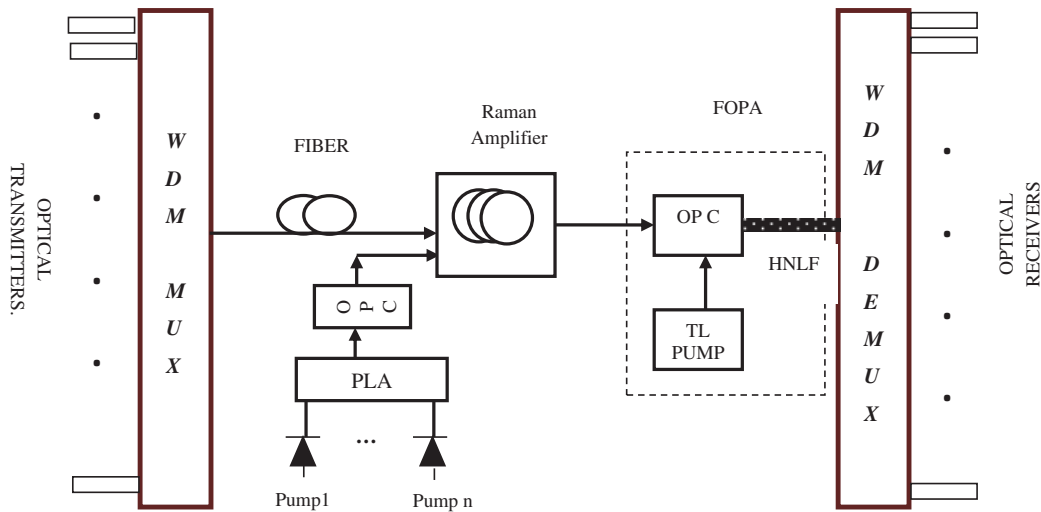 OPTICAL
TRANSMITTERS.
W
D
M
M
U
X
FIBER
Raman
Amplifier
O
P
C
PLA
...
Pump1
Pump n
FOPA
OP C
HNLF
TL
PUMP
W
D
M
D
E
M
U
X
OPTICAL
RECEIVERS